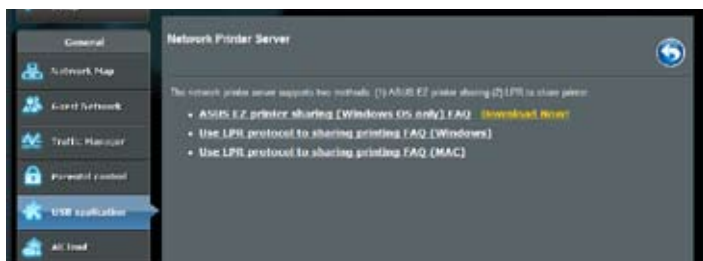 General
Network Map
Guest Network
Traffic Manager
Parental control
USB application
AiCloud
Network Printer Server
The network printer server supports two methods: (1) ASUS EZ printer sharing (2) LPR to share printer
ASUS EZ printer sharing (Windows OS only) FAQ Download Now!
Use LPR protocol to sharing printing FAQ (Windows)
Use LPR protocol to sharing printing FAQ (MAC)